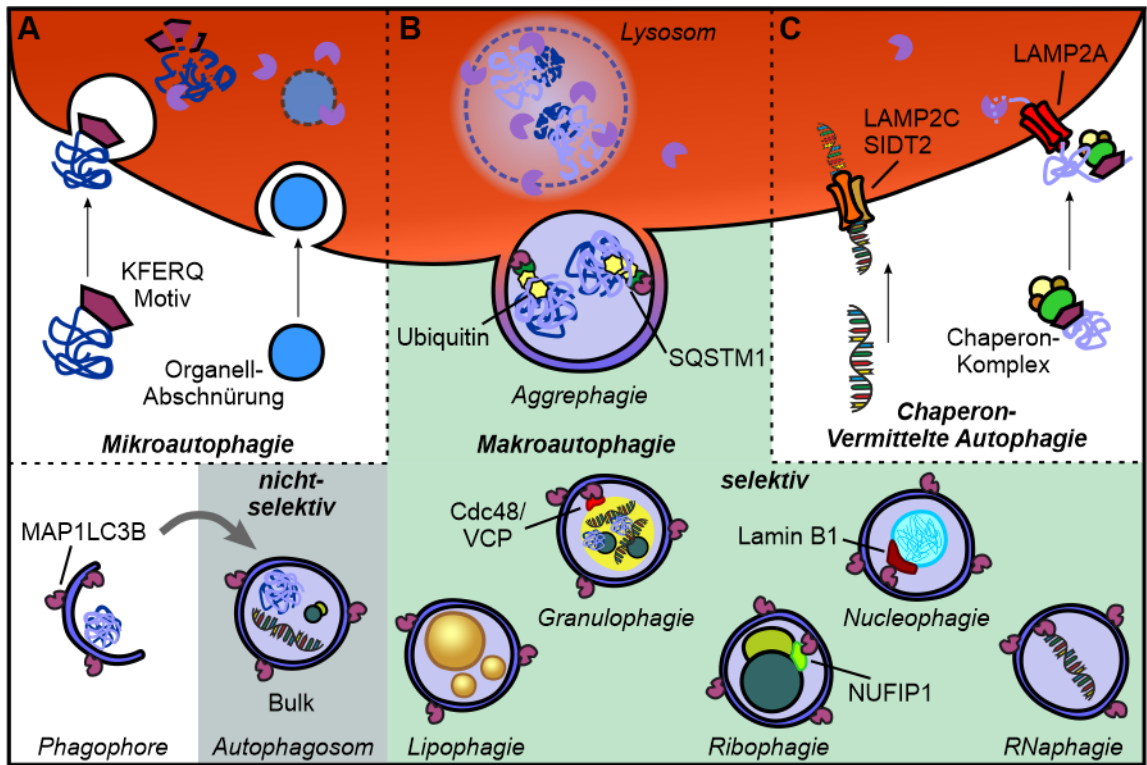 A
B
Lysosom
C
LAMP2A
LAMP2C
SIDT2
KFERQ
Motiv
Organell-
Abschnürung
Mikroautophagie
Ubiquitin
SQSTM1
Aggrephagie
Makroautophagie
Chaperon-
Komplex
Chaperon-
Vermittelte Autophagie
nicht-
selektiv
selektiv
MAP1LC3B
Phagophore
Bulk
Autophagosom
Cdc48/
VCP
Granulophagie
Lamin B1
Nucleophagie
Lipophagie
NUFIP1
Ribophagie
RNaphagie